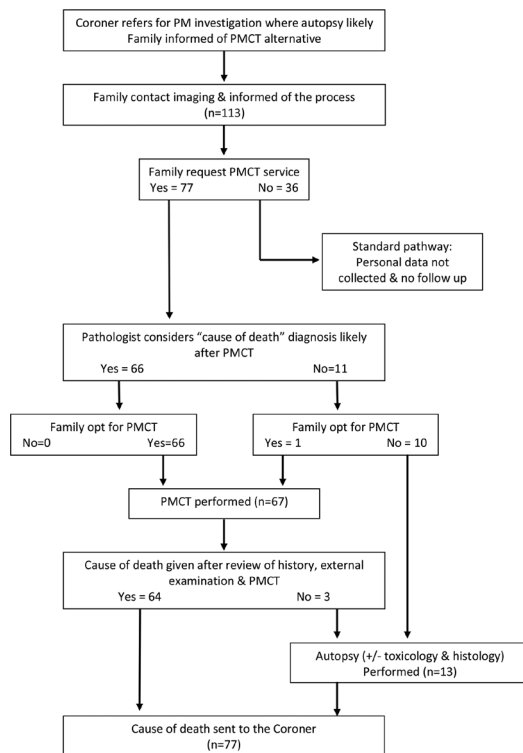 Coroner refers for PM investigation where autopsy likely
Family informed of PMCT alternative
Family contact imaging & informed of the process
(n=113)
Family request PMCT service
Yes = 77 No = 36
Standard pathway:
Personal data not
collected & no follow up
Pathologist considers “cause of death” diagnosis likely
after PMCT
Yes = 66 No=11
Family opt for PMCT
No=0 Yes=66
Family opt for PMCT
Yes = 1 No = 10
PMCT performed (n=67)
Cause of death given after review of history, external
examination & PMCT
Yes = 64 No = 3
Autopsy (+/- toxicology & histology)
Performed (n=13)
Cause of death sent to the Coroner
(n=77)